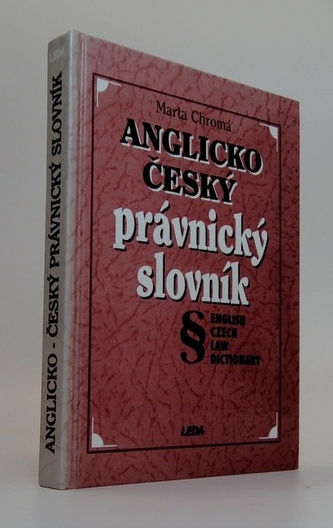 LEDA
ANGLICKO - ČESKÝ PRÁVNICKÝ SLOVNÍK
Marta Chromá
ANGLICKO
ČESKÝ
právnický
slovník
§
ENGLISH
CZECH
LAW
DICTIONARY
LEDA